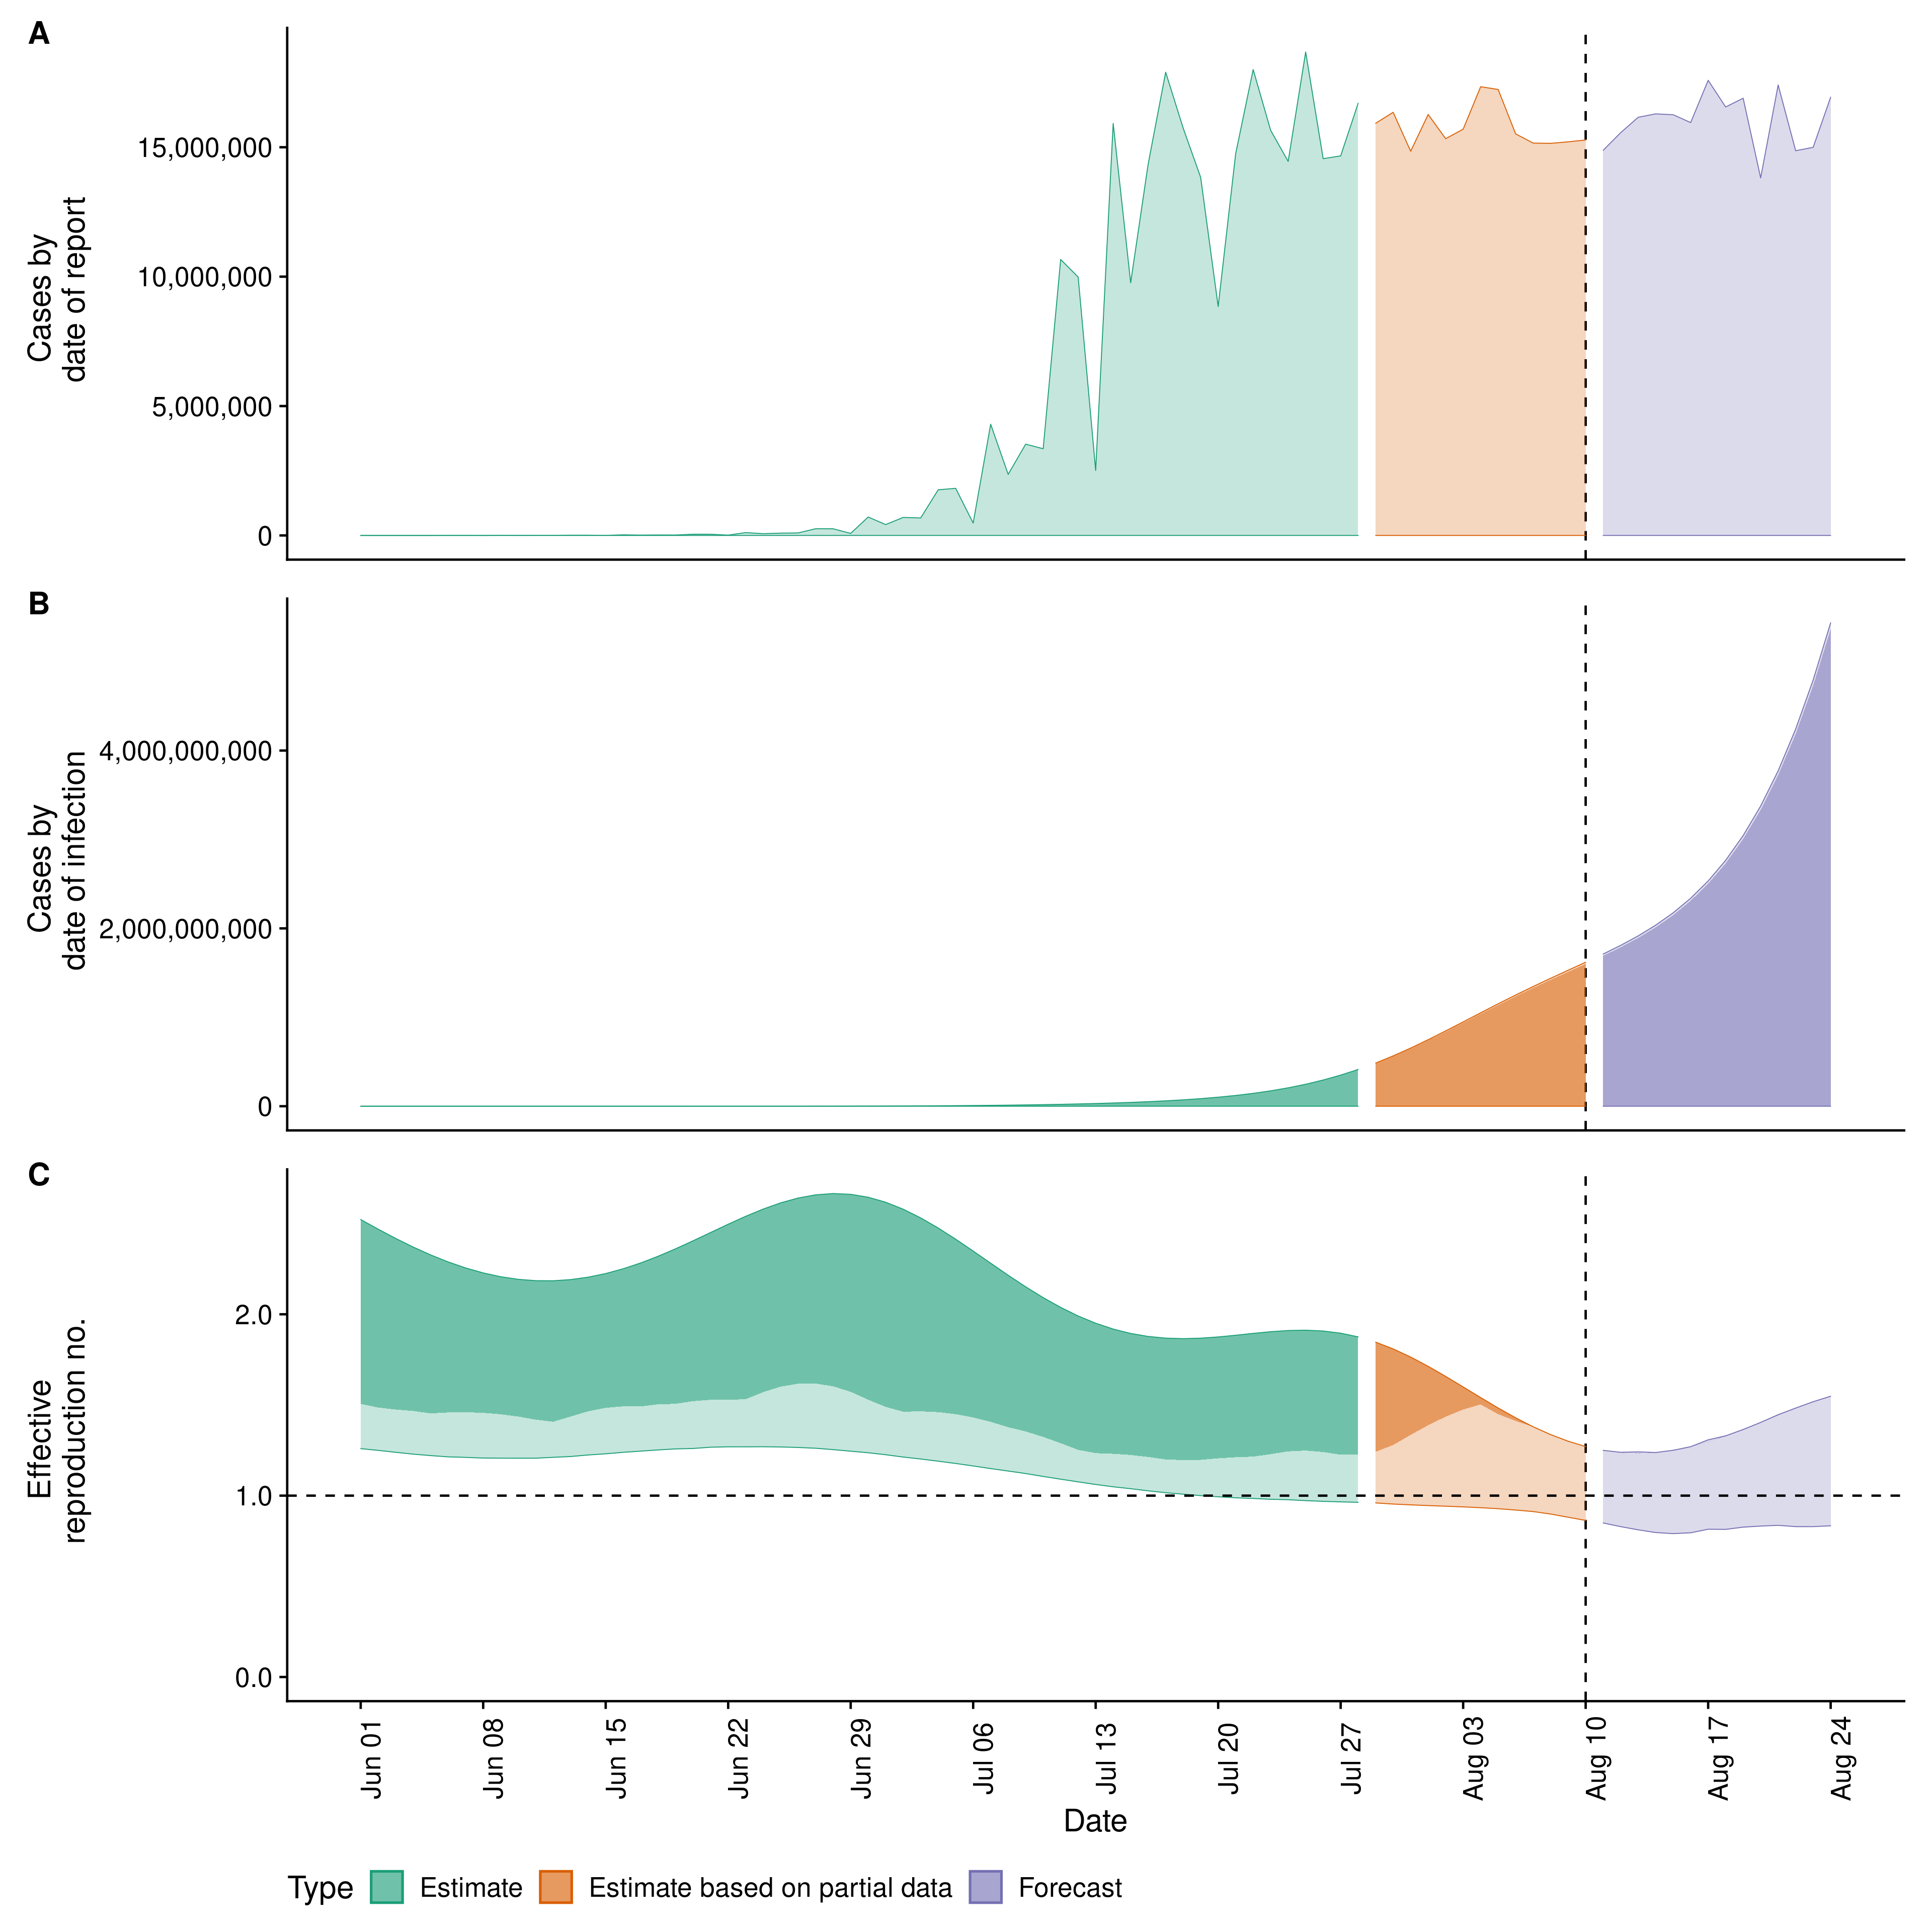 A
Cases by
date of report
15,000,000
10,000,000
5,000,000
0
B
Cases by
date of infection
4,000,000,000
2,000,000,000
0
C
Effective
reproduction no.
2.0
1.0
0.0
Jun 01
Jun 08
Jun 15
Jun 22
Jun 29
Jul 06
Jul 13
Jul 20
Jul 27
Aug 03
Aug 10
Aug 17
Aug 24
Date
Type Estimate Estimate based on partial data Forecast